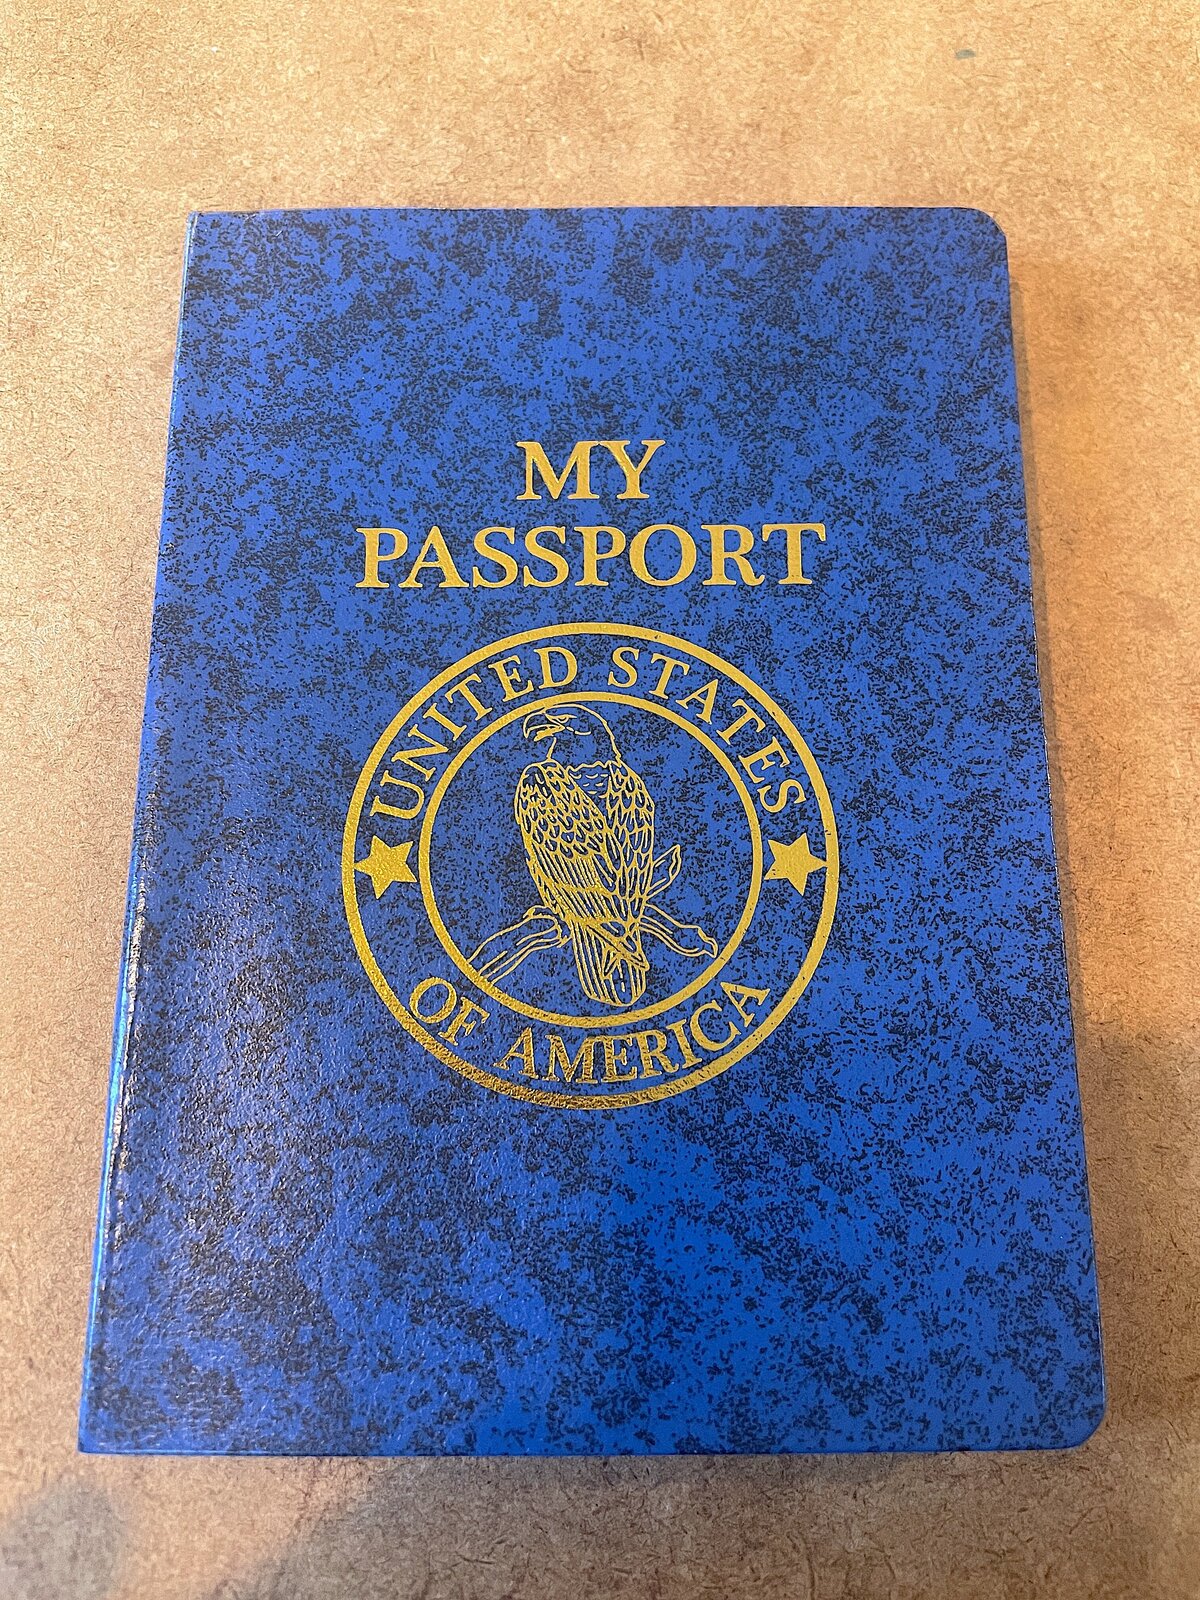 MY
PASSPORT
UNITED STATES
OF AMERICA